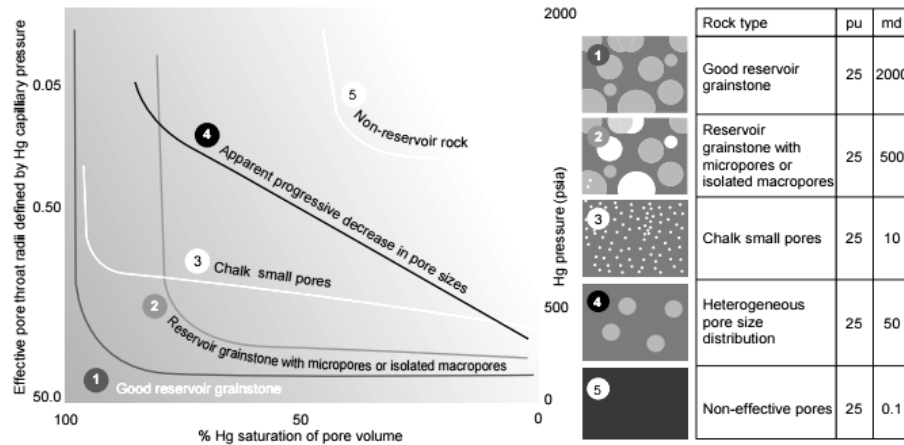 Effective pore throat radii defined by Hg capilliary pressure
0.05
0.50
50.0
100
50
0
% Hg saturation of pore volume
2000
500
0
Hg pressure (psia)
5
Non-reservoir rock
4
Apparent progressive decrease in pore sizes
3
Chalk small pores
2
Reservoir grainstone with micropores or isolated macropores
1
Good reservoir grainstone
Rock type pu md
1
Good reservoir
grainstone
25 2000
2
Reservoir
grainstone with
micropores or
isolated macropores
25 500
3
Chalk small pores 25 10
4
Heterogeneous
pore size
distribution
25 50
5
Non-effective pores 25 0.1